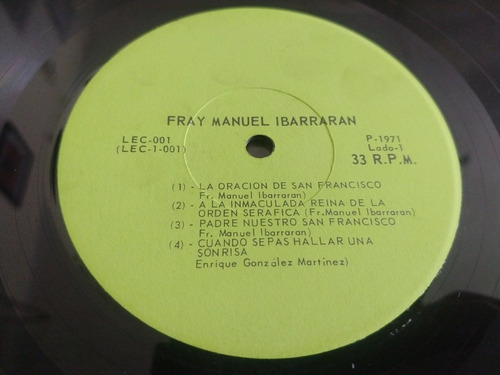 FRAY MANUEL IBARRARAN
LEC-001
(LEC-1-001)
P-1971
Lado-1
33 R.P.M.
(1) - LA ORACION DE SAN FRANCISCO
Fr. Manuel Ibarraran)
(2) - A LA INMACULADA REINA DE LA
ORDEN SERAFICA (Fr. Manuel Ibarraran)
(3) - PADRE NUESTRO SAN FRANCISCO
Fr. Manuel Ibarraran)
(4) - CUANDO SEPAS HALLAR UNA
SONRISA
Enrique González Martínez)